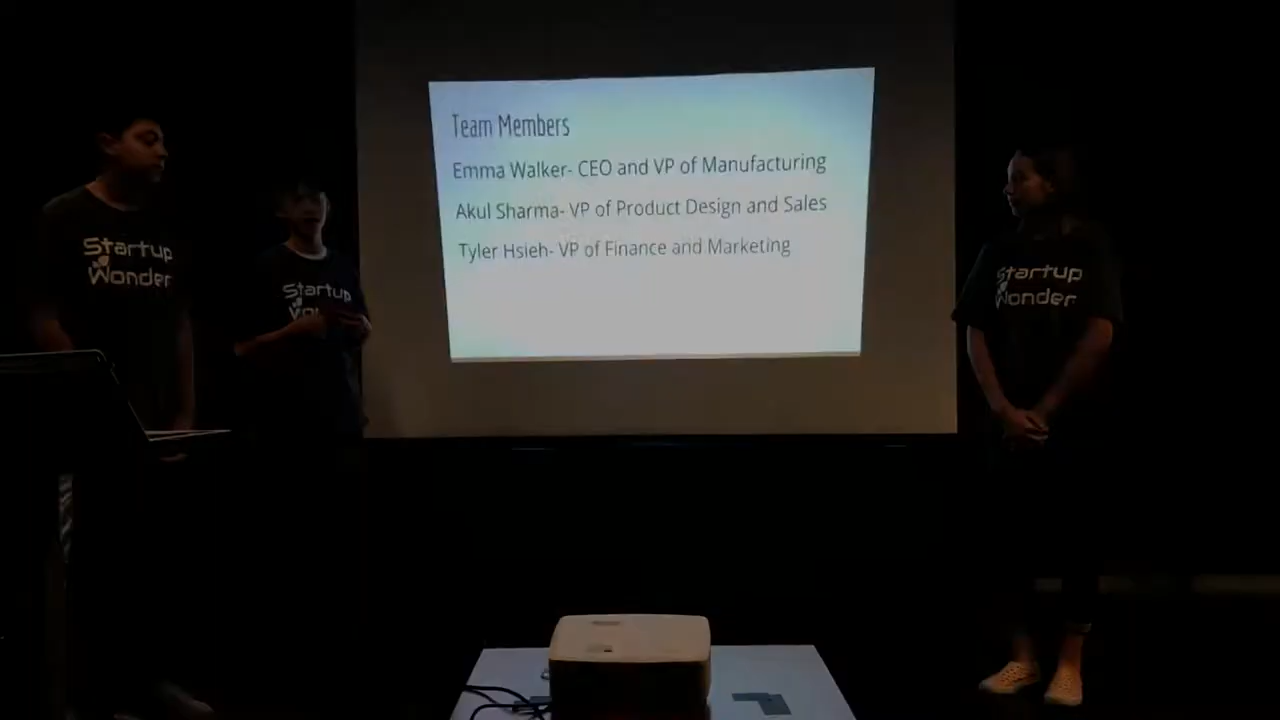 Team Members
Emma Walker- CEO and VP of Manufacturing
Akul Sharma- VP of Product Design and Sales
Tyler Hsieh- VP of Finance and Marketing
Startup
Wonder
Startup
Startup
Wonder